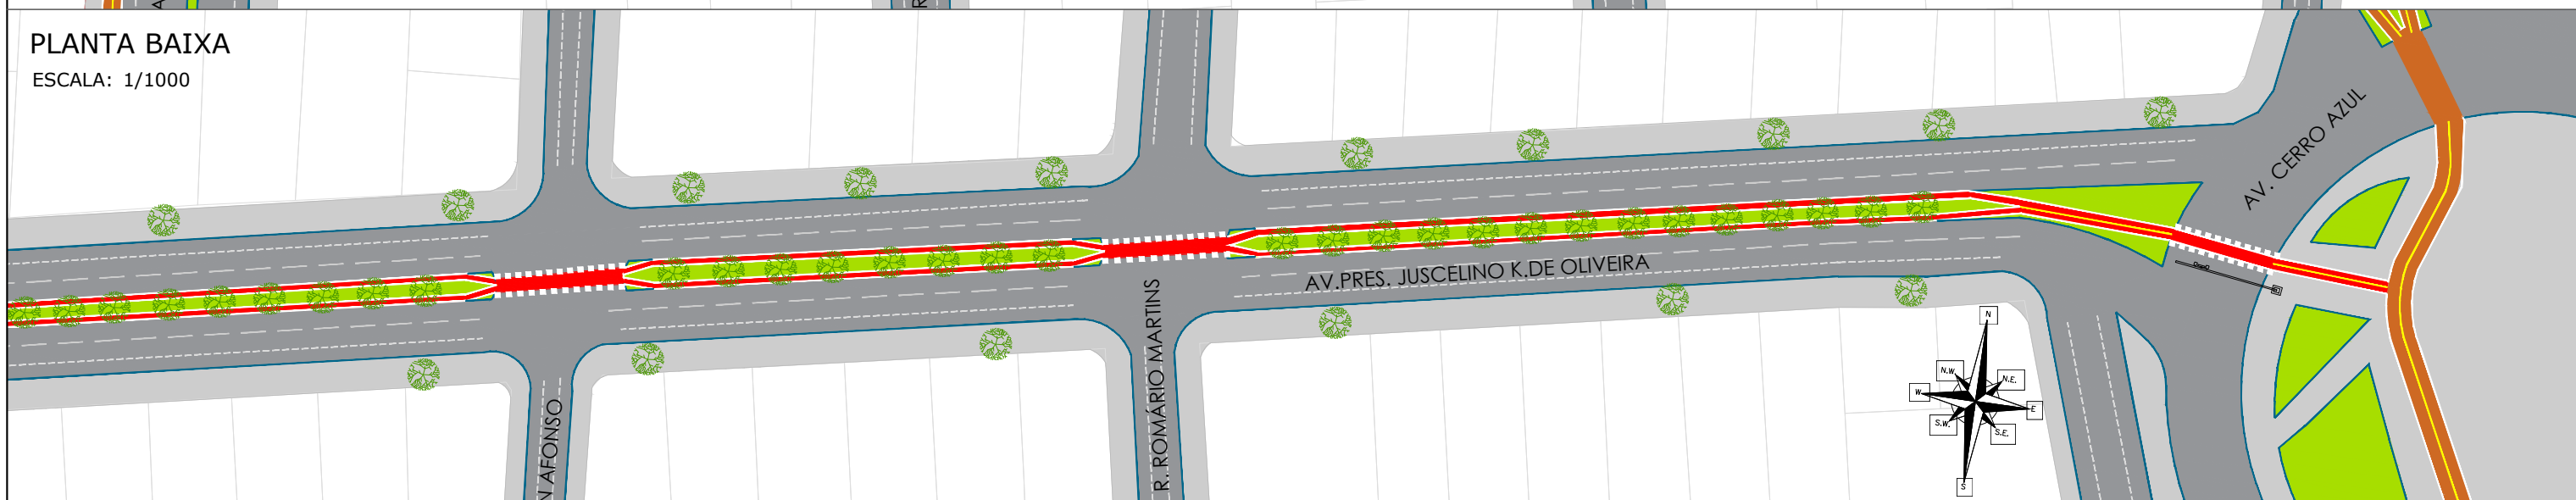 PLANTA BAIXA
ESCALA: 1/1000
AV. CERRO AZUL
AV.PRES. JUSCELINO K.DE OLIVEIRA
R. ROMÁRIO MARTINS
AFONSO
N
N.W.
N.E.
W
E
S.W.
S.E.
S